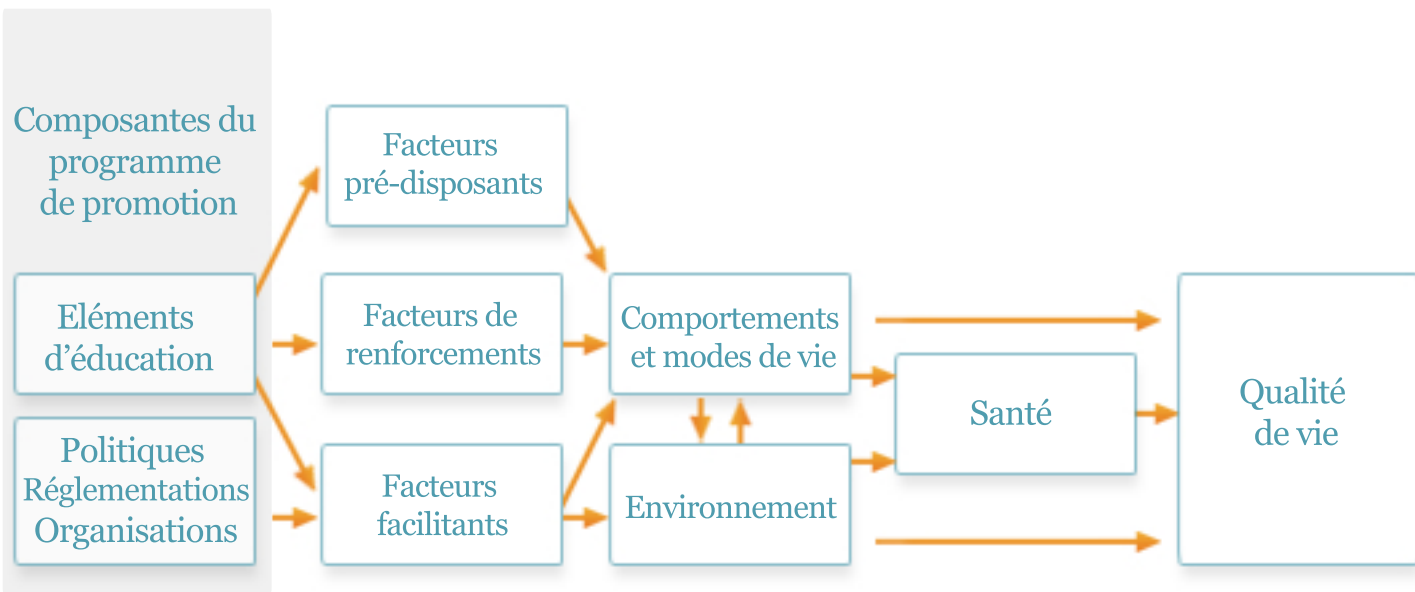 Composantes du
programme
de promotion
Eléments
d’éducation
Politiques
Réglementations
Organisations
Facteurs
pré-disposants
Facteurs de
renforcements
Facteurs
facilitants
Comportements
et modes de vie
Environnement
Santé
Qualité
de vie